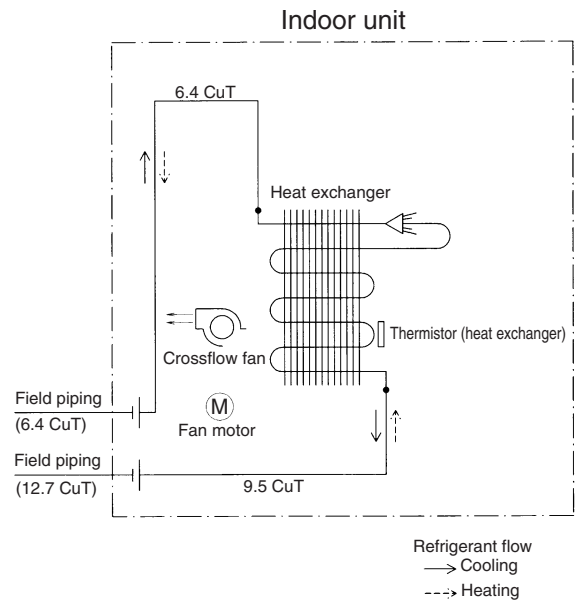 Indoor unit
6.4 CuT
Heat exchanger
Thermistor (heat exchanger)
Crossflow fan
Field piping
(6.4 CuT)
M
Fan motor
Field piping
(12.7 CuT)
9.5 CuT
Refrigerant flow
Cooling
Heating